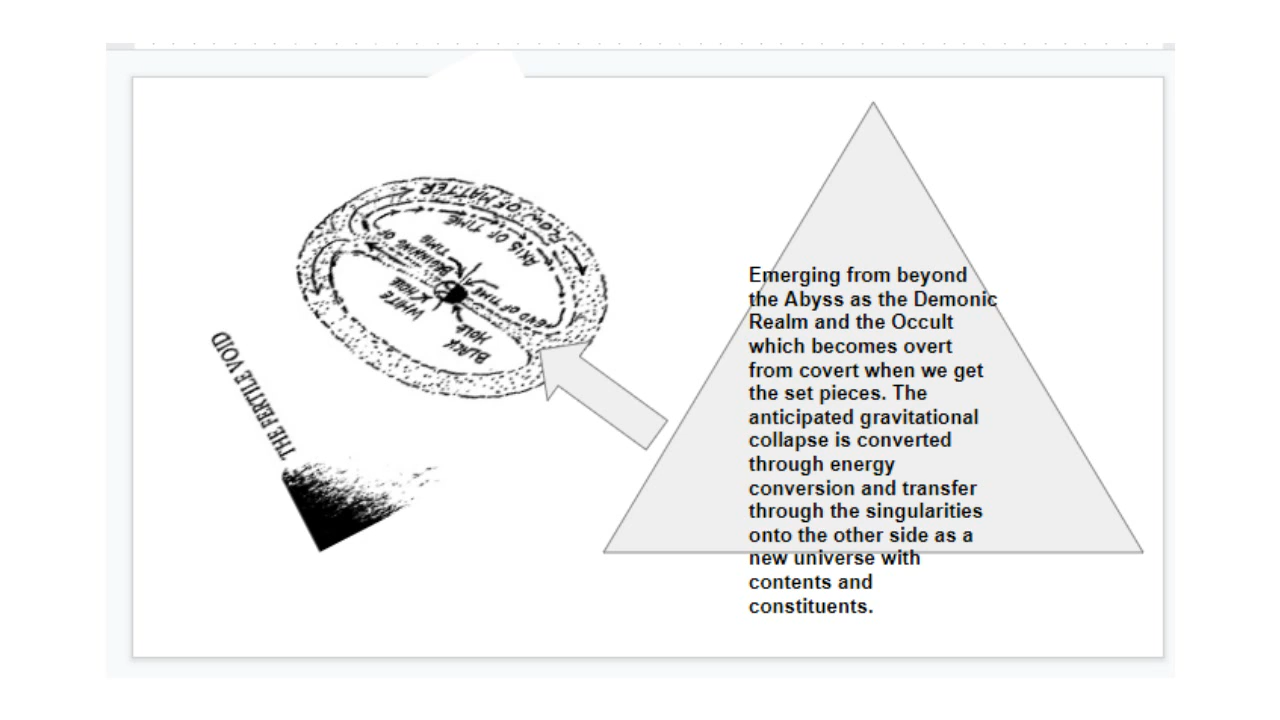 FLOW OF MATTER
AXIS OF TIME
BEGINNING OF
TIME
WHITE
HOLE
END OF TIME
BLACK
HOLE
THE FERTILE VOID
Emerging from beyond
the Abyss as the Demonic
Realm and the Occult
which becomes overt
from covert when we get
the set pieces. The
anticipated gravitational
collapse is converted
through energy
conversion and transfer
through the singularities
onto the other side as a
new universe with
contents and
constituents.